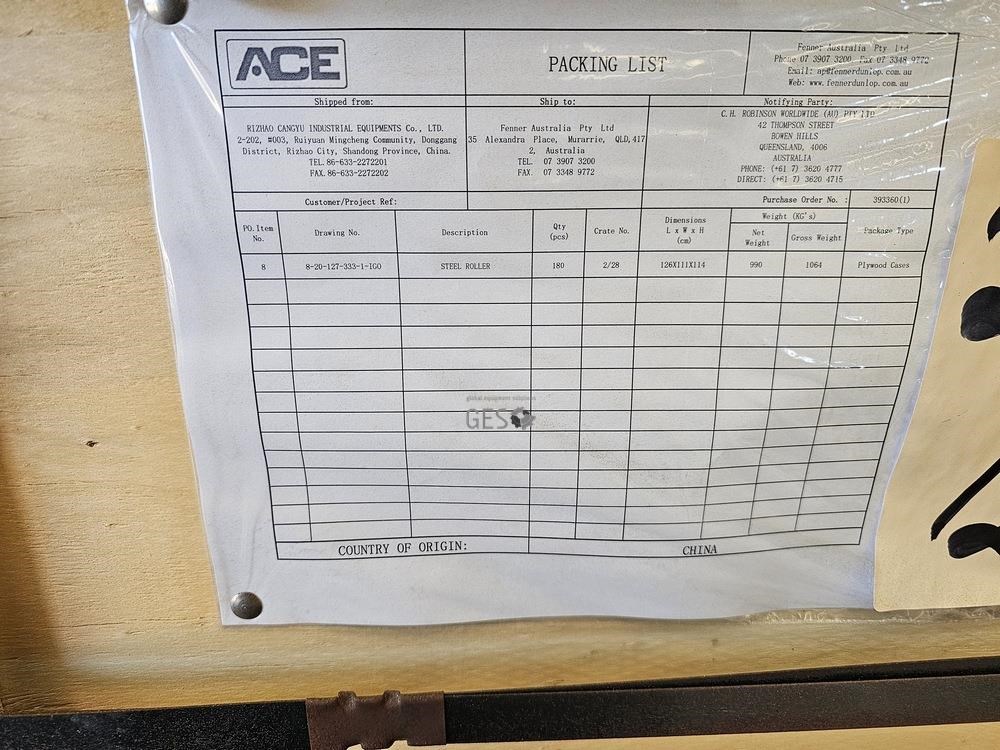 ACE
PACKING LIST
Fenner Australia Pty Ltd
Phone 07 3907 3200 Fax 07 3348 9772
Email: ap@fennerdunlop.com.au
Web: www.fennerdunlop.com.au
Shipped from:
Ship to:
Notifying Party:
RIZHAO CANGYU INDUSTRIAL EQUIPMENTS Co., LTD.
2-202, #003, Ruiyuan Mingcheng Community, Donggang
District, Rizhao City, Shandong Province, China.
TEL.86-633-2272201
FAX.86-633-2272202
Fenner Australia Pty Ltd
35 Alexandra Place, Murarrie, QLD,417
2, Australia
TEL. 07 3907 3200
FAX. 07 3348 9772
C.H. ROBINSON WORLDWIDE (AU) PTY LTD
42 THOMPSON STREET
BOWEN HILLS
QUEENSLAND, 4006
AUSTRALIA
PHONE: (+61 7) 3620 4777
DIRECT: (+61 7) 3620 4715
Customer/Project Ref:
Purchase Order No. :
393360(1)
PO.Item No.
Drawing No.
Description
Qty (pcs)
Crate No.
Dimensions L x W x H (cm)
Weight (KG's)
Net Weight
Gross Weight
Package Type
8
8-20-127-333-1-IG0
STEEL ROLLER
180
2/28
126X111X114
990
1064
Plywood Cases
global equipment solutions
GES
COUNTRY OF ORIGIN:
CHINA